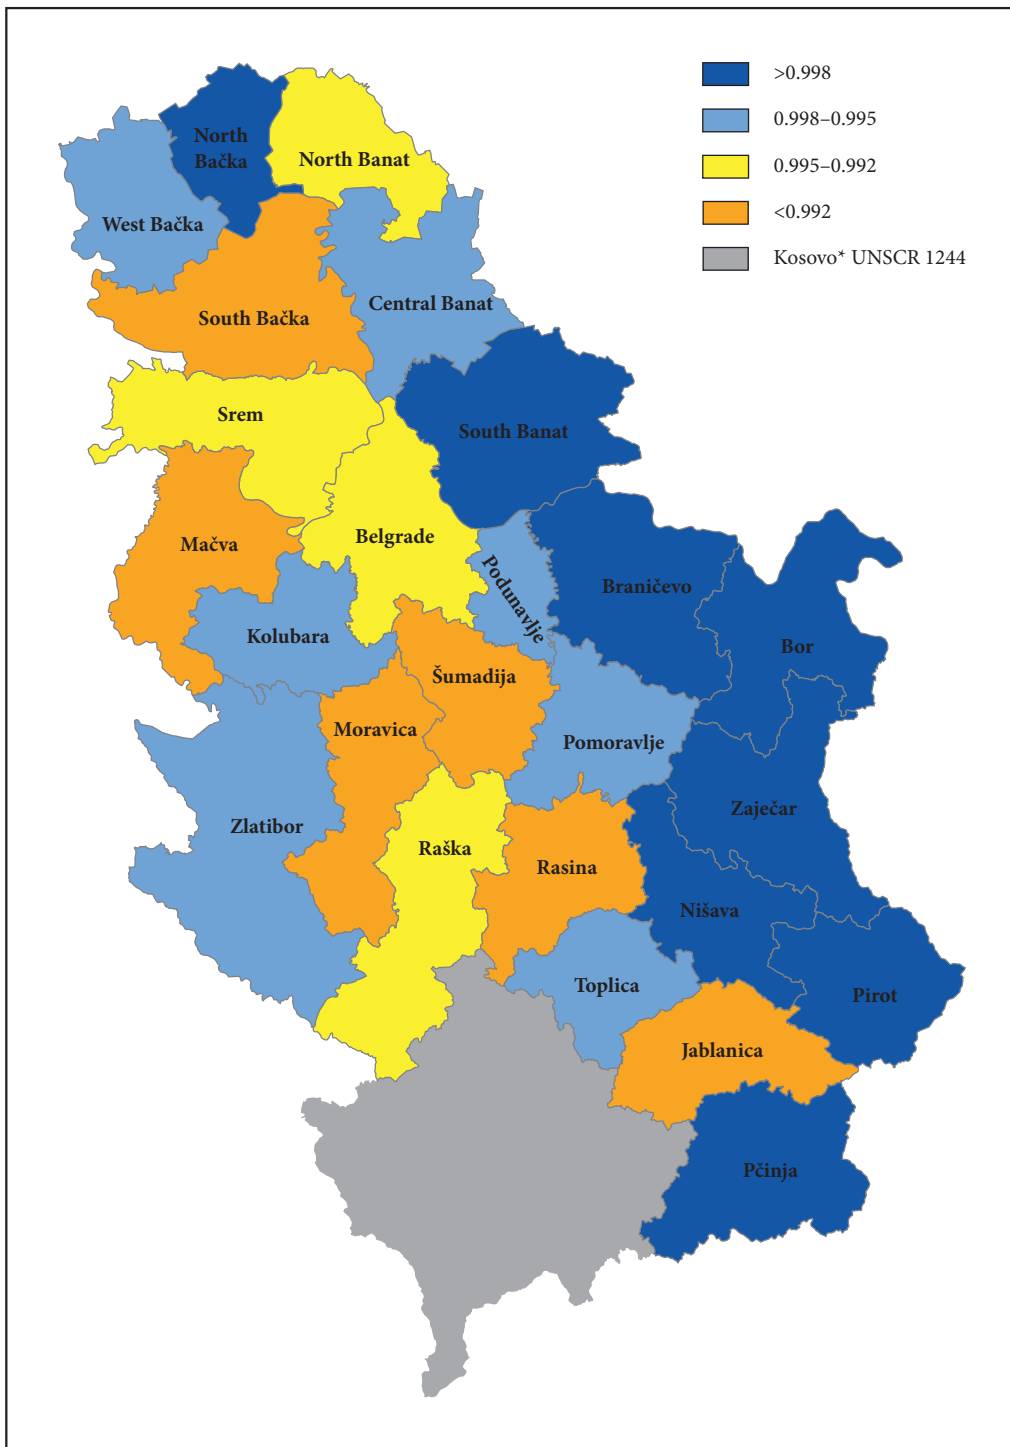 >0.998
0.998–0.995
0.995–0.992
<0.992
Kosovo* UNSCR 1244
North
Bačka
North Banat
West Bačka
Central Banat
South Bačka
Srem
South Banat
Belgrade
Mačva
Podunavlje
Braničevo
Kolubara
Bor
Šumadija
Moravica
Pomoravlje
Zaječar
Zlatibor
Raška
Rasina
Nišava
Toplica
Pirot
Jablanica
Pčinja